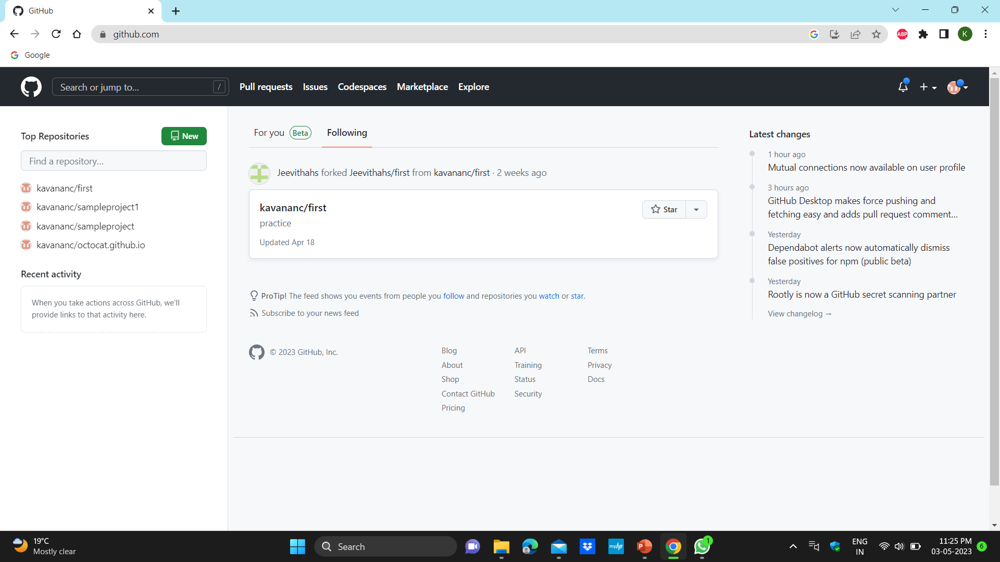 GitHub
github.com
ABP
K
Google
Search or jump to...
/
Pull requests
Issues
Codespaces
Marketplace
Explore
Top Repositories
New
Find a repository…
kavananc/first
kavananc/sampleproject1
kavananc/sampleproject
kavananc/octocat.github.io
Recent activity
When you take actions across GitHub, we'll
provide links to that activity here.
For you Beta
Following
Jeevithahs forked Jeevithahs/first from kavananc/first · 2 weeks ago
kavananc/first
Star
practice
Updated Apr 18
ProTip! The feed shows you events from people you follow and repositories you watch or star.
Subscribe to your news feed
© 2023 GitHub, Inc.
Blog
About
Shop
Contact GitHub
Pricing
API
Training
Status
Security
Terms
Privacy
Docs
Latest changes
1 hour ago
Mutual connections now available on user profile
3 hours ago
GitHub Desktop makes force pushing and
fetching easy and adds pull request comment…
Yesterday
Dependabot alerts now automatically dismiss
false positives for npm (public beta)
Yesterday
Rootly is now a GitHub secret scanning partner
View changelog →
19°C
Mostly clear
Search
myhp
P
1
ENG
IN
11:25 PM
03-05-2023
6